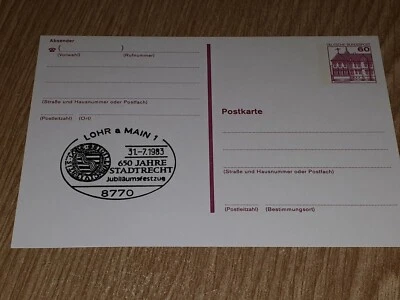 Absender
(Vorwahl)
(Rufnummer)
(Straße und Hausnummer oder Postfach)
(Postleitzahl)
(Ort)
LOHR a MAIN 1
31.-7.1983
650 JAHRE
STADTRECHT
Jubiläumsfestzug
8770
60
Postkarte
(Straße und Hausnummer oder Postfach)
(Postleitzahl)
(Bestimmungsort)